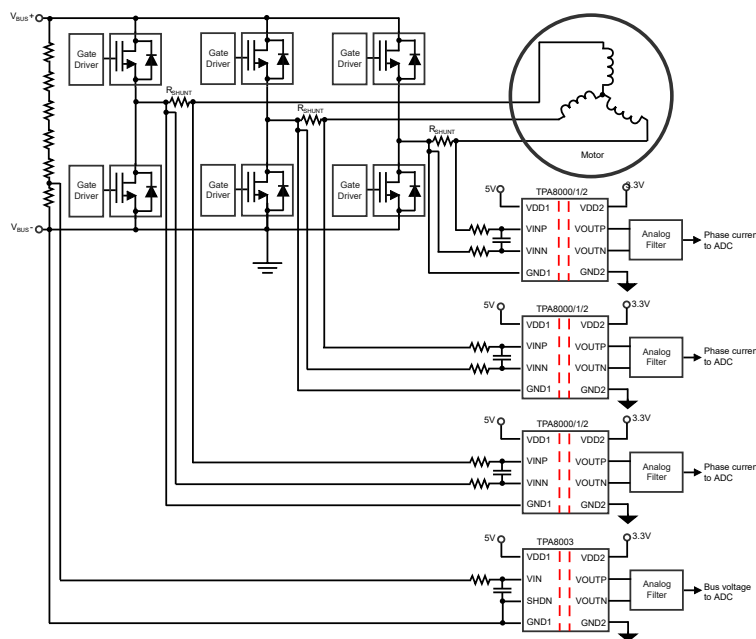 VBUS+
Gate Driver
Gate Driver
Gate Driver
RSHUNT
RSHUNT
RSHUNT
Motor
Gate Driver
Gate Driver
Gate Driver
VBUS-
TPA8000/1/2
5V
3.3V
VDD1
VDD2
VINP
VOUTP
VINN
VOUTN
GND1
GND2
Analog Filter
Phase current to ADC
TPA8000/1/2
5V
3.3V
VDD1
VDD2
VINP
VOUTP
VINN
VOUTN
GND1
GND2
Analog Filter
Phase current to ADC
TPA8000/1/2
5V
3.3V
VDD1
VDD2
VINP
VOUTP
VINN
VOUTN
GND1
GND2
Analog Filter
Phase current to ADC
TPA8003
5V
3.3V
VDD1
VDD2
VIN
VOUTP
SHDN
VOUTN
GND1
GND2
Analog Filter
Bus voltage to ADC